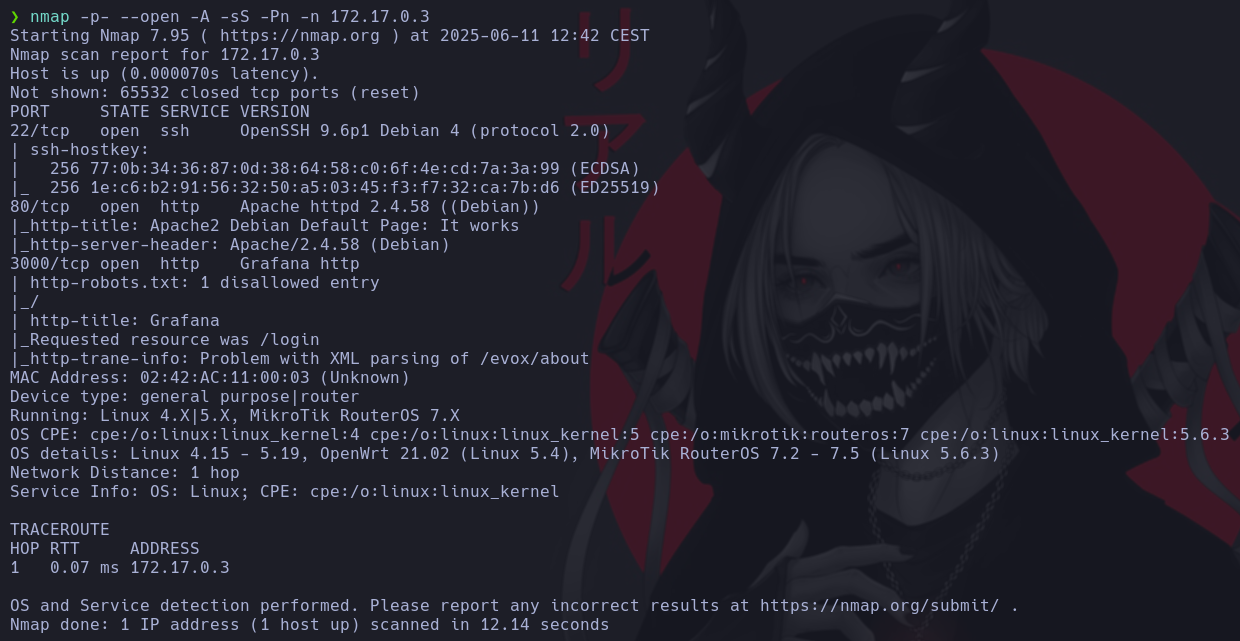 ❯ nmap -p- --open -A -sS -Pn -n 172.17.0.3
Starting Nmap 7.95 ( https://nmap.org ) at 2025-06-11 12:42 CEST
Nmap scan report for 172.17.0.3
Host is up (0.000070s latency).
Not shown: 65532 closed tcp ports (reset)
PORT     STATE SERVICE VERSION
22/tcp   open  ssh     OpenSSH 9.6p1 Debian 4 (protocol 2.0)
| ssh-hostkey:
|   256 77:0b:34:36:87:0d:38:64:58:c0:6f:4e:cd:7a:3a:99 (ECDSA)
|_  256 1e:c6:b2:91:56:32:50:a5:03:45:f3:f7:32:ca:7b:d6 (ED25519)
80/tcp   open  http    Apache httpd 2.4.58 ((Debian))
|_http-title: Apache2 Debian Default Page: It works
|_http-server-header: Apache/2.4.58 (Debian)
3000/tcp open  http    Grafana http
| http-robots.txt: 1 disallowed entry
|_/
| http-title: Grafana
|_Requested resource was /login
|_http-trane-info: Problem with XML parsing of /evox/about
MAC Address: 02:42:AC:11:00:03 (Unknown)
Device type: general purpose|router
Running: Linux 4.X|5.X, MikroTik RouterOS 7.X
OS CPE: cpe:/o:linux:linux_kernel:4 cpe:/o:linux:linux_kernel:5 cpe:/o:mikrotik:routeros:7 cpe:/o:linux:linux_kernel:5.6.3
OS details: Linux 4.15 - 5.19, OpenWrt 21.02 (Linux 5.4), MikroTik RouterOS 7.2 - 7.5 (Linux 5.6.3)
Network Distance: 1 hop
Service Info: OS: Linux; CPE: cpe:/o:linux:linux_kernel

TRACEROUTE
HOP RTT     ADDRESS
1   0.07 ms 172.17.0.3

OS and Service detection performed. Please report any incorrect results at https://nmap.org/submit/ .
Nmap done: 1 IP address (1 host up) scanned in 12.14 seconds
リアル